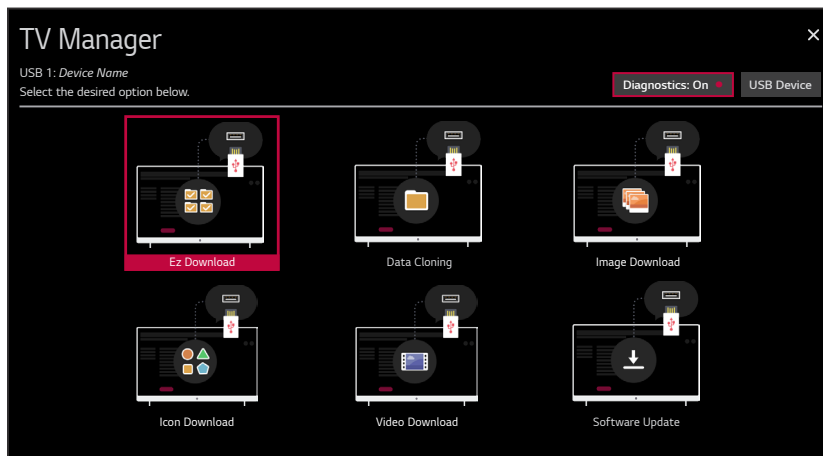 TV Manager
USB 1: Device Name
Select the desired option below.
Diagnostics: On
USB Device
Ez Download
Data Cloning
Image Download
Icon Download
Video Download
Software Update